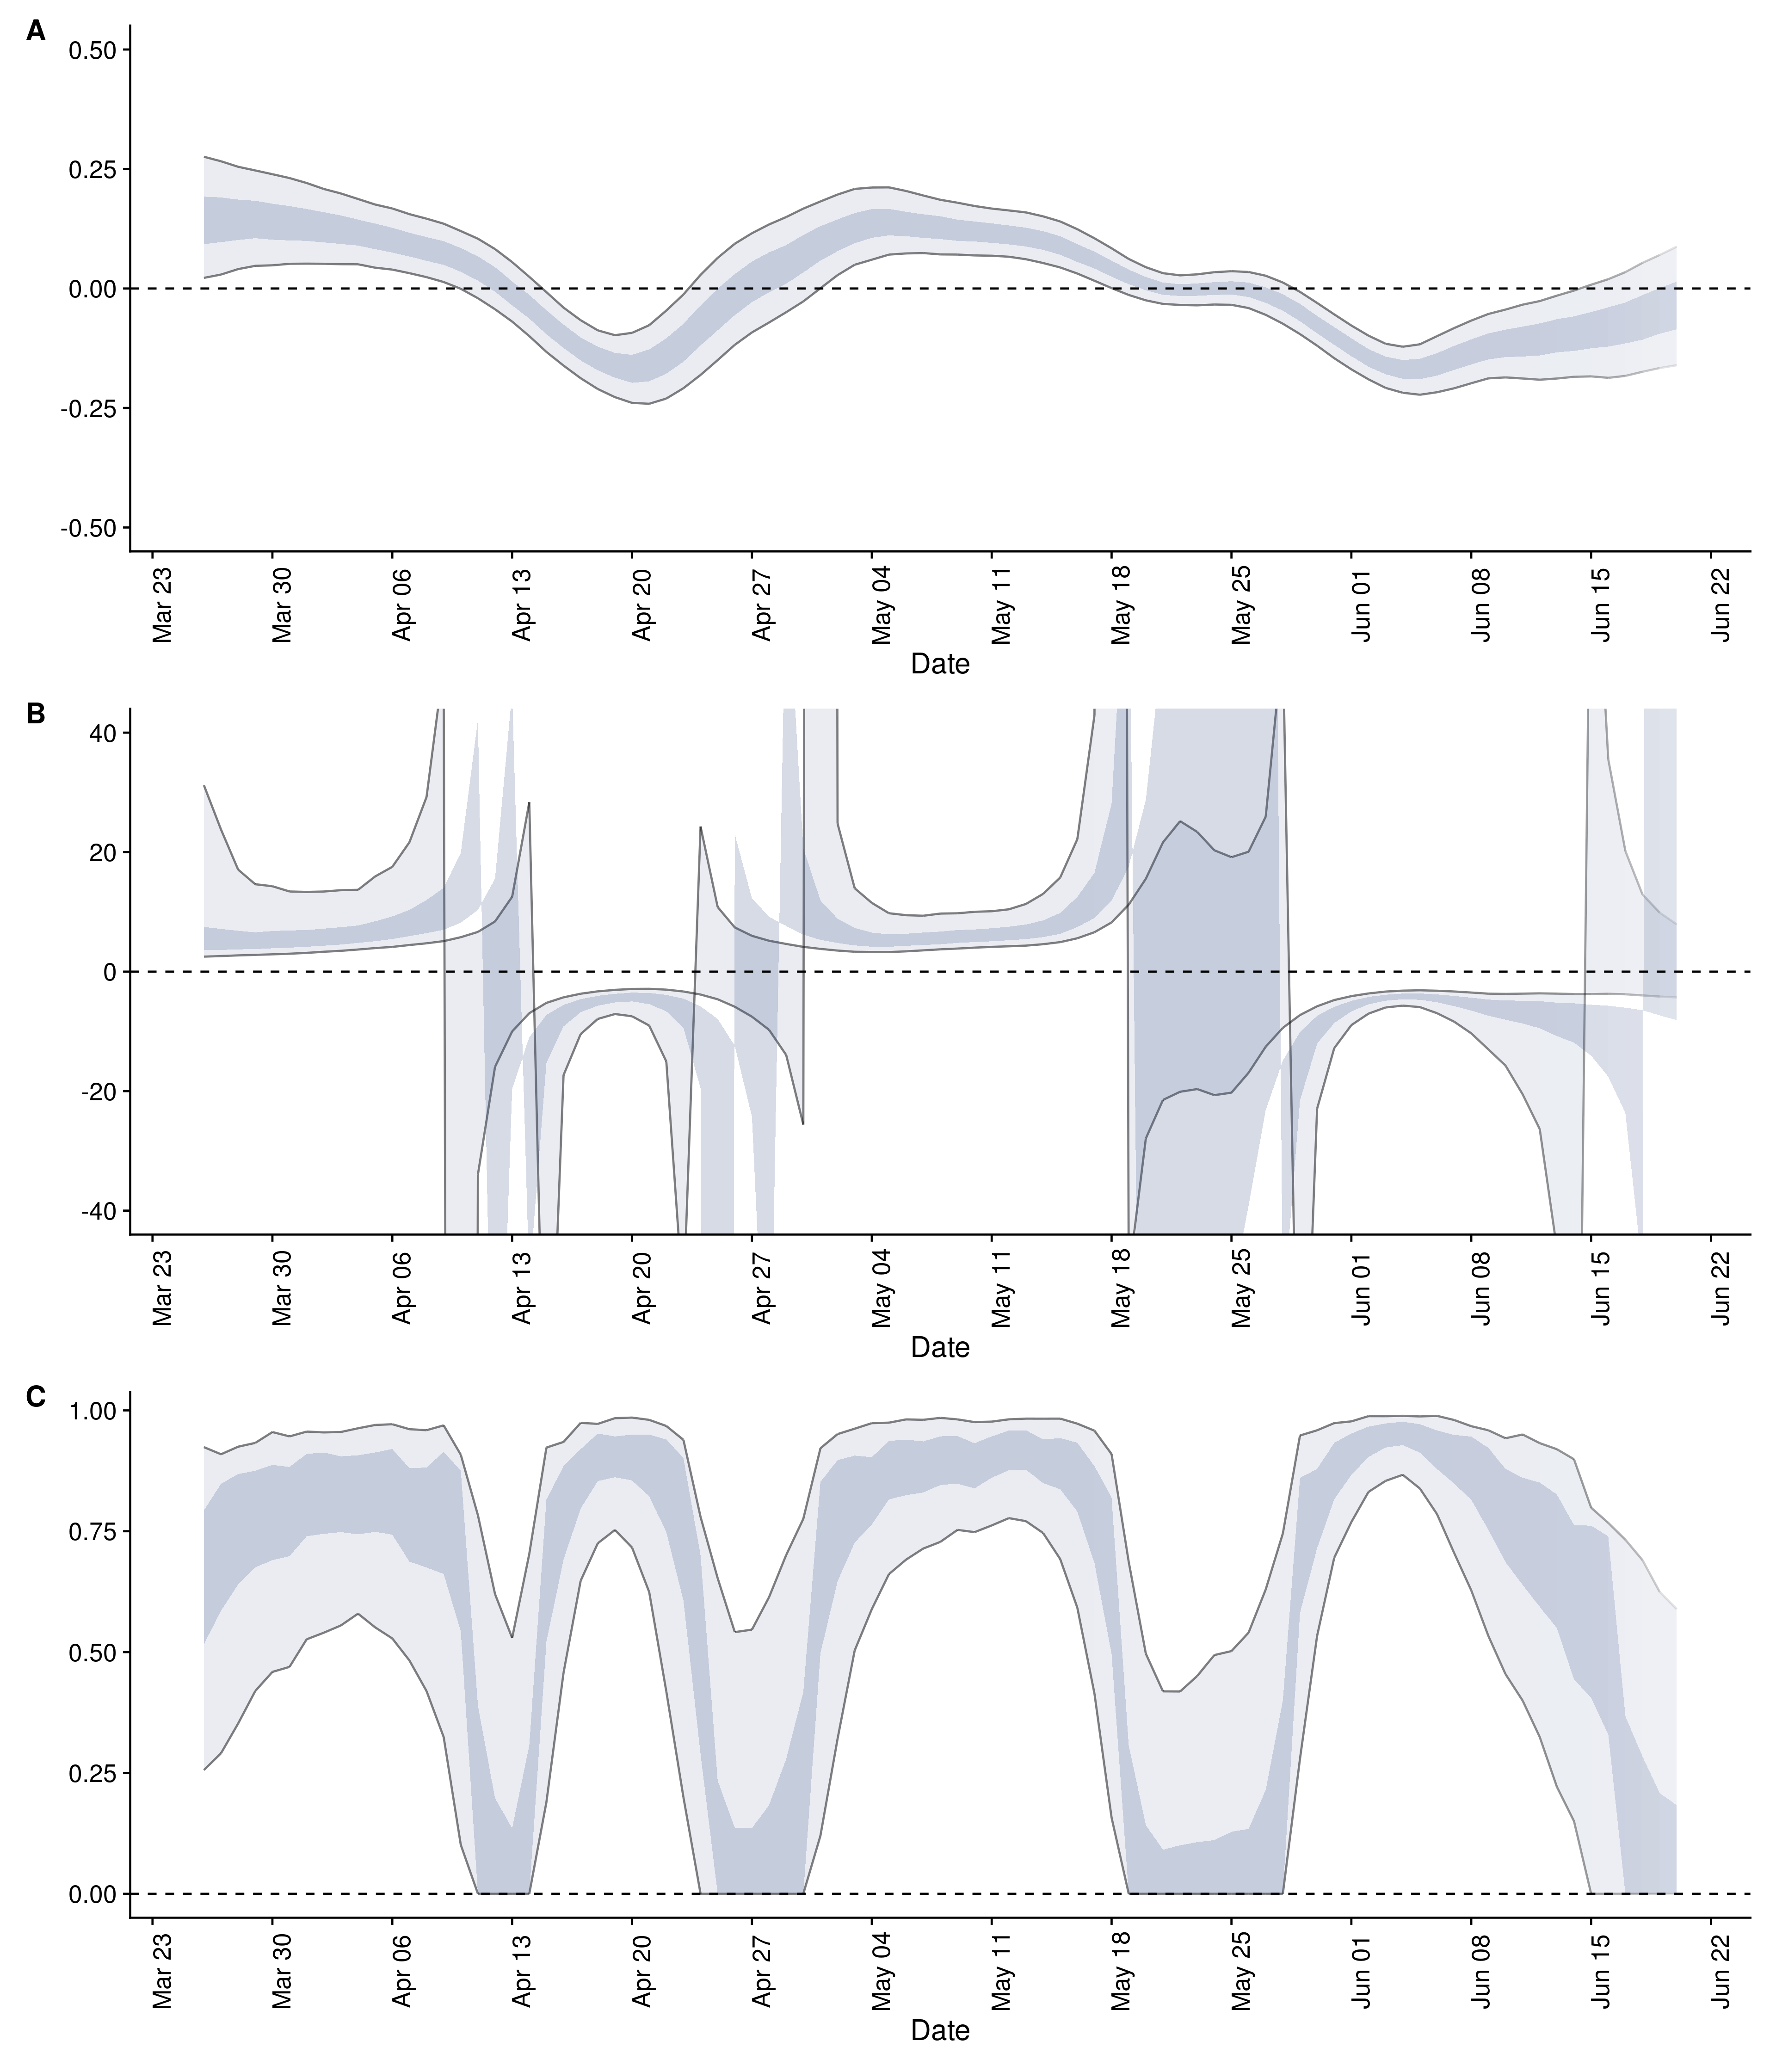 A
0.50
0.25
0.00
-0.25
-0.50
Mar 23
Mar 30
Apr 06
Apr 13
Apr 20
Apr 27
May 04
May 11
May 18
May 25
Jun 01
Jun 08
Jun 15
Jun 22
Date
B
40
20
0
-20
-40
Mar 23
Mar 30
Apr 06
Apr 13
Apr 20
Apr 27
May 04
May 11
May 18
May 25
Jun 01
Jun 08
Jun 15
Jun 22
Date
C
1.00
0.75
0.50
0.25
0.00
Mar 23
Mar 30
Apr 06
Apr 13
Apr 20
Apr 27
May 04
May 11
May 18
May 25
Jun 01
Jun 08
Jun 15
Jun 22
Date